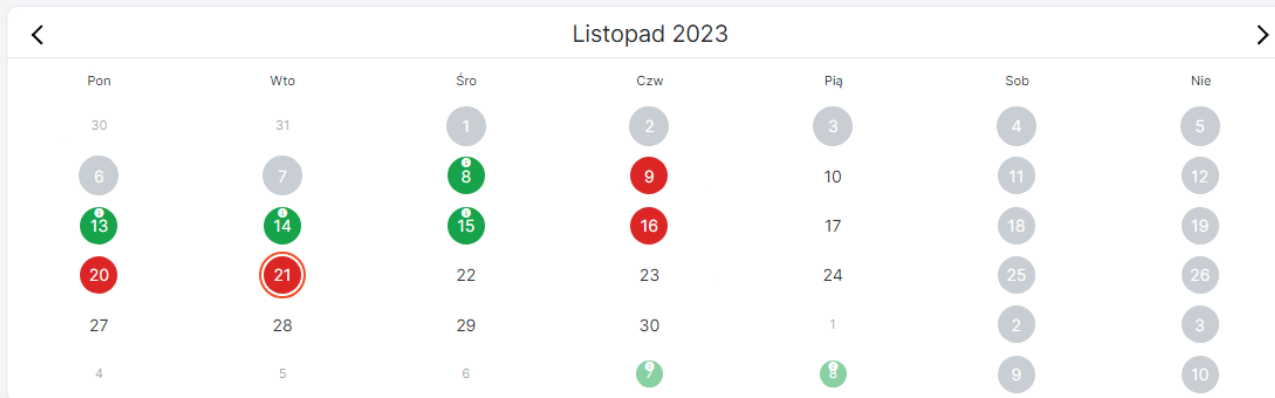 Listopad 2023
Pon Wto Śro Czw Pią Sob Nie
30 31 1 2 3 4 5
6 7 8 9 10 11 12
13 14 15 16 17 18 19
20 21 22 23 24 25 26
27 28 29 30 1 2 3
4 5 6 7 8 9 10